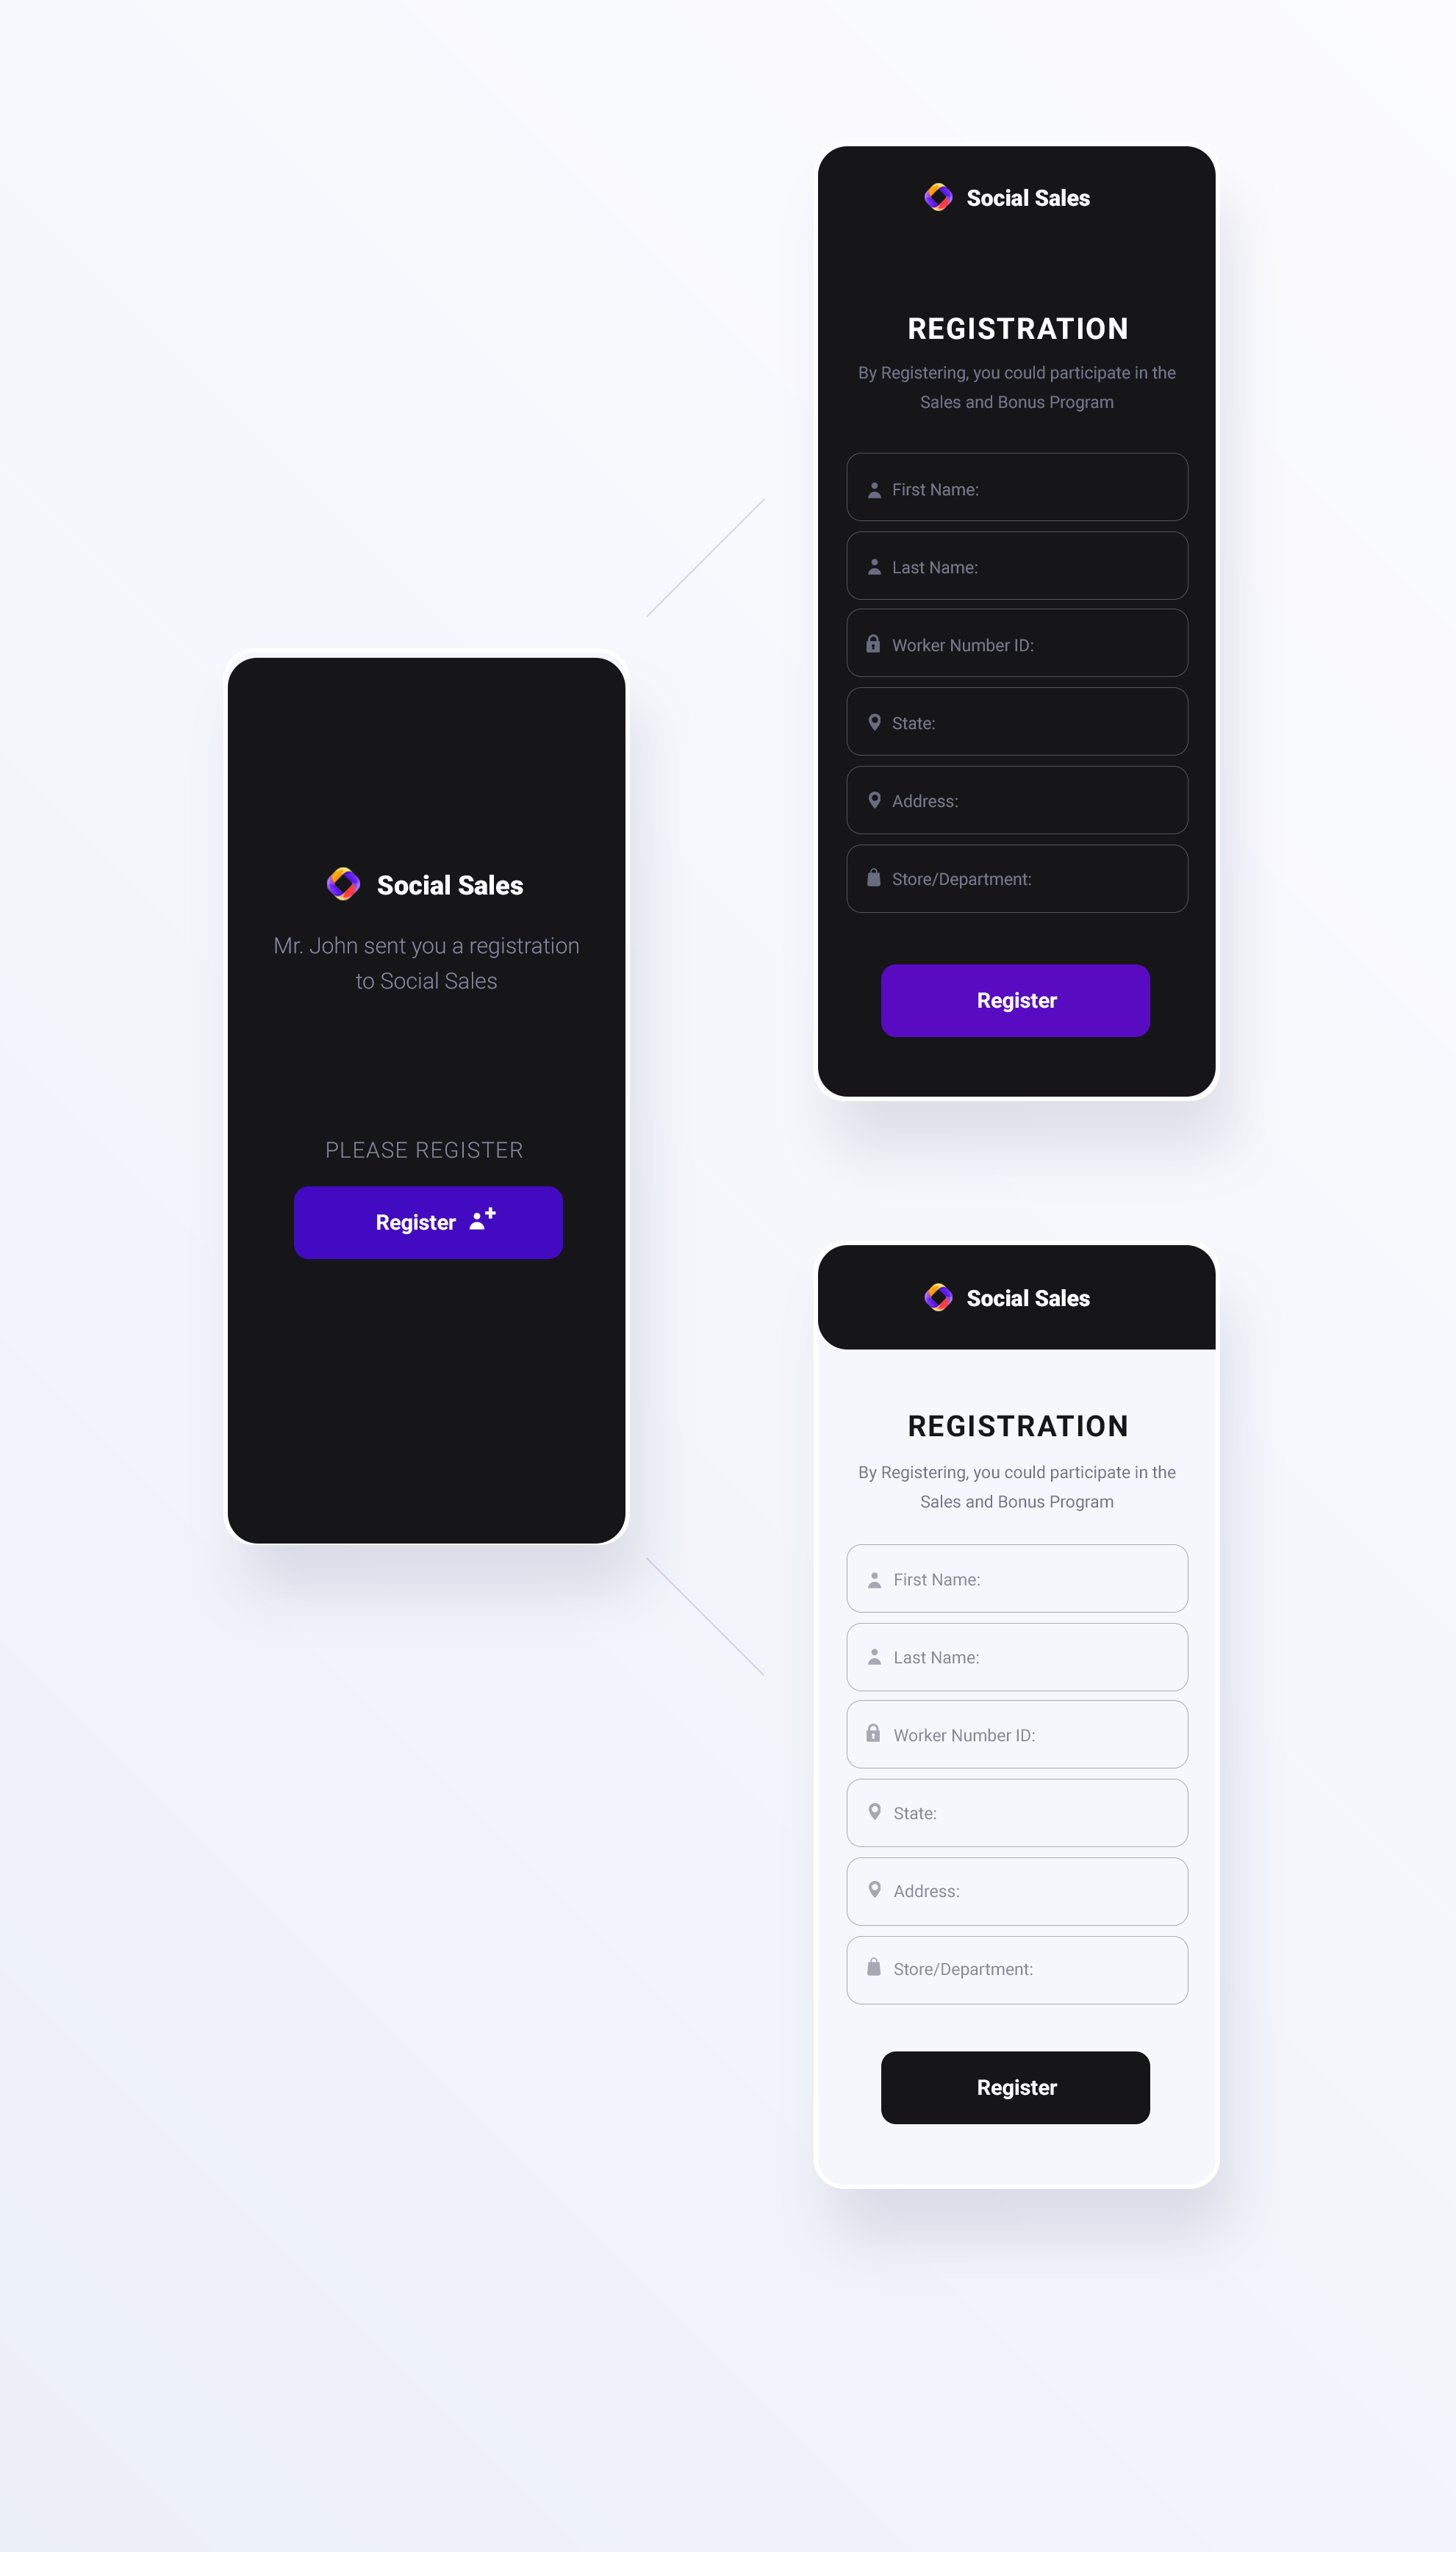 Social Sales
Mr. John sent you a registration
to Social Sales
PLEASE REGISTER
Register
Social Sales
REGISTRATION
By Registering, you could participate in the
Sales and Bonus Program
First Name:
Last Name:
Worker Number ID:
State:
Address:
Store/Department:
Register
Social Sales
REGISTRATION
By Registering, you could participate in the
Sales and Bonus Program
First Name:
Last Name:
Worker Number ID:
State:
Address:
Store/Department:
Register